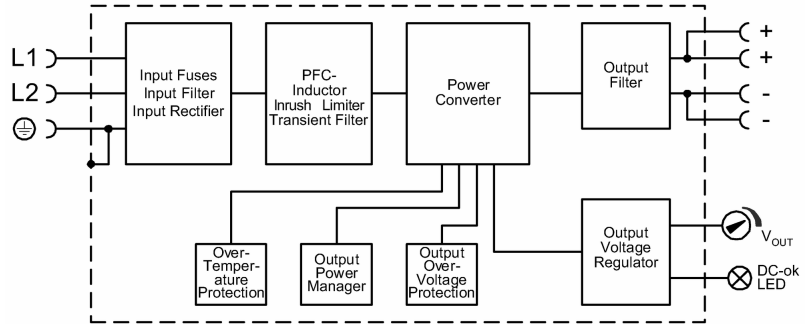 L1
L2
Input Fuses
Input Filter
Input Rectifier
PFC-
Inductor
Inrush Limiter
Transient Filter
Power
Converter
Output
Filter
+
+
-
-
Over-
Temper-
ature
Protection
Output
Power
Manager
Output
Over-
Voltage
Protection
Output
Voltage
Regulator
VOUT
DC-ok
LED